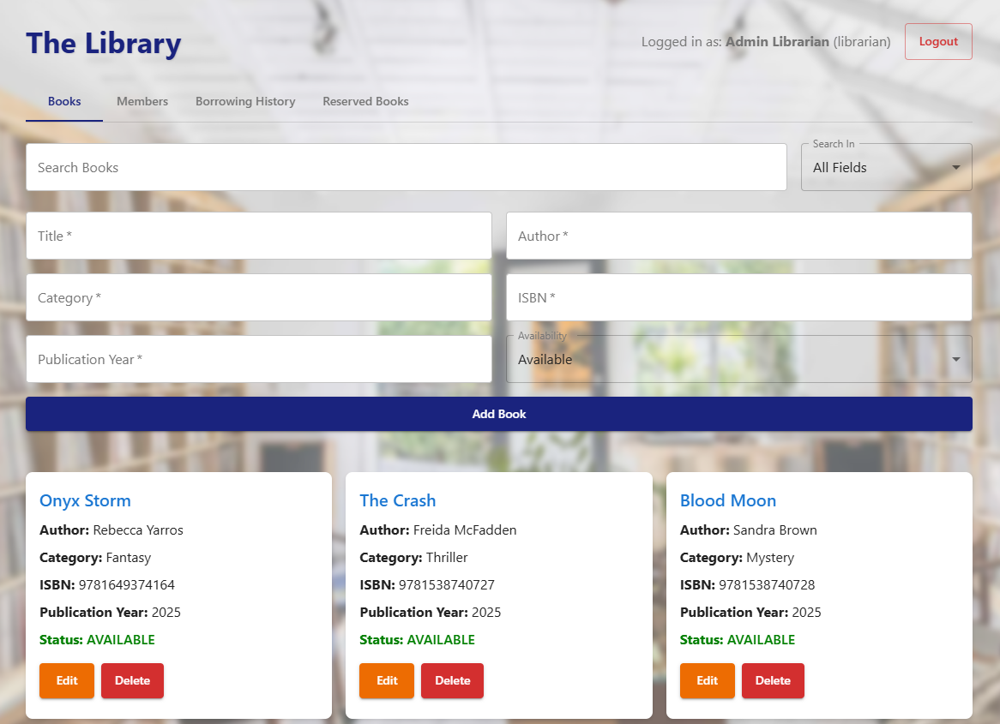 The Library
Logged in as: Admin Librarian (librarian)
Logout
Books
Members
Borrowing History
Reserved Books
Search Books
Search In
All Fields
Title *
Author *
Category *
ISBN *
Publication Year *
Availability
Available
Add Book
Onyx Storm
Author: Rebecca Yarros
Category: Fantasy
ISBN: 9781649374164
Publication Year: 2025
Status: AVAILABLE
Edit
Delete
The Crash
Author: Freida McFadden
Category: Thriller
ISBN: 9781538740727
Publication Year: 2025
Status: AVAILABLE
Edit
Delete
Blood Moon
Author: Sandra Brown
Category: Mystery
ISBN: 9781538740728
Publication Year: 2025
Status: AVAILABLE
Edit
Delete